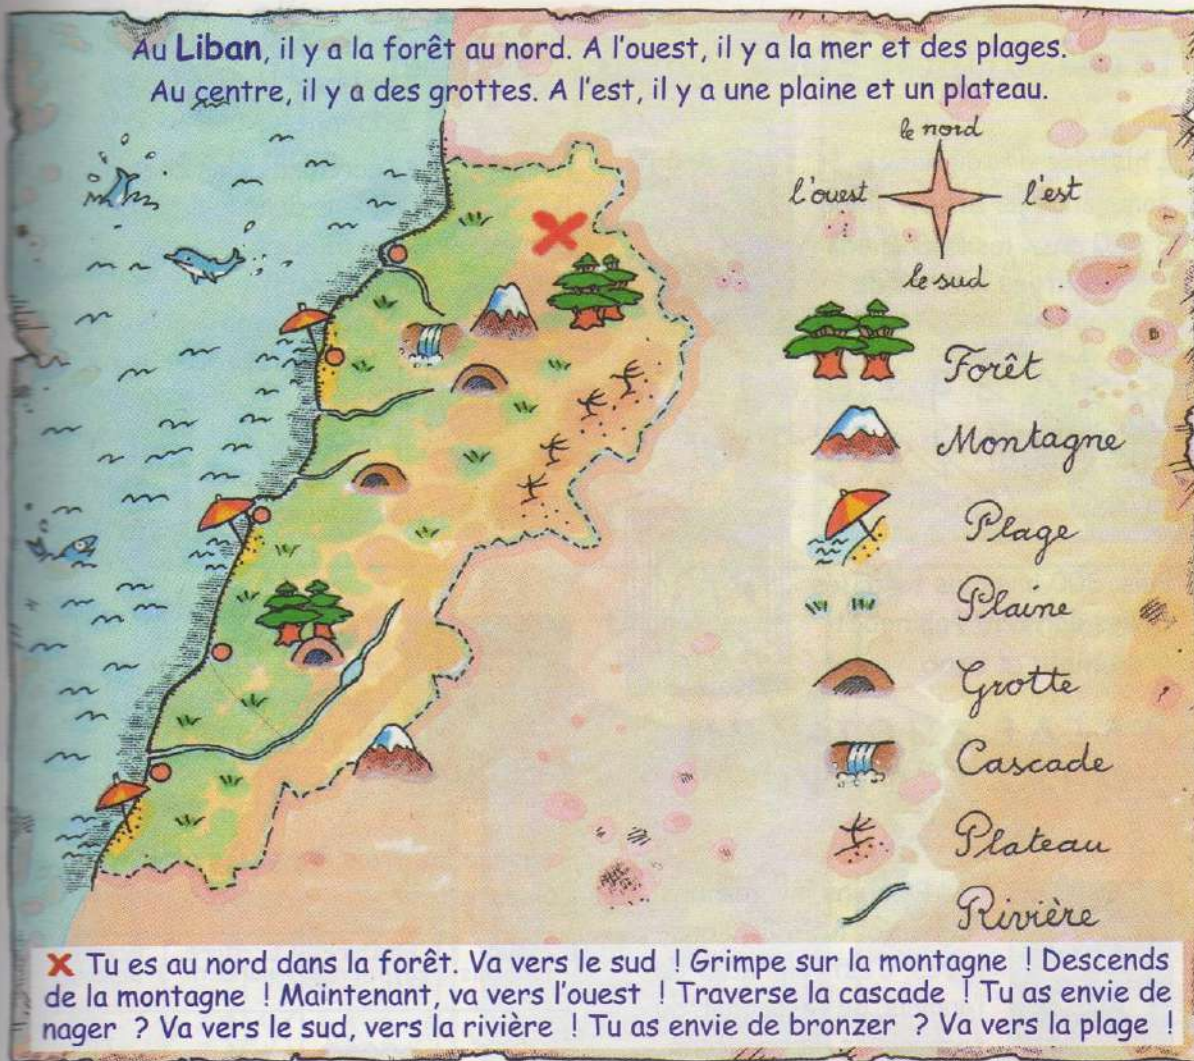 Au Liban, il y a la forêt au nord. A l'ouest, il y a la mer et des plages.
Au centre, il y a des grottes. A l'est, il y a une plaine et un plateau.
le nord
l'ouest
l'est
le sud
Forêt
Montagne
Plage
Plaine
Grotte
Cascade
Plateau
Rivière
X Tu es au nord dans la forêt. Va vers le sud ! Grimpe sur la montagne ! Descends
de la montagne ! Maintenant, va vers l'ouest ! Traverse la cascade ! Tu as envie de
nager ? Va vers le sud, vers la rivière ! Tu as envie de bronzer ? Va vers la plage !